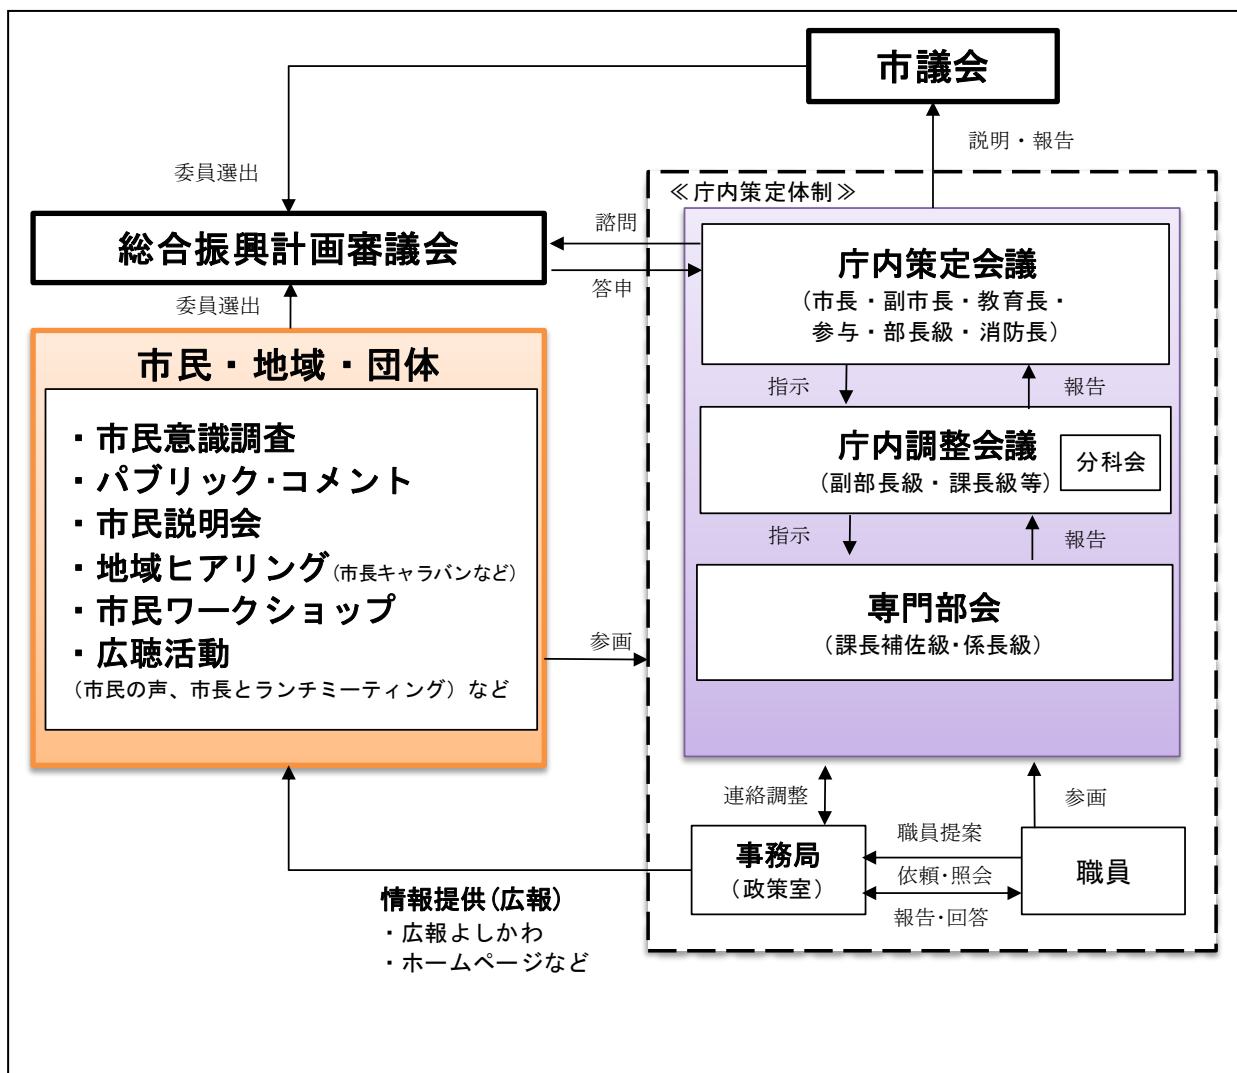 市議会
説明・報告
委員選出
≪庁内策定体制≫
総合振興計画審議会
諮問
答申
庁内策定会議
（市長・副市長・教育長・
参与・部長級・消防長）
委員選出
市民・地域・団体
・市民意識調査
・パブリック・コメント
・市民説明会
・地域ヒアリング（市長キャラバンなど）
・市民ワークショップ
・広聴活動
（市民の声、市長とランチミーティング）など
指示
報告
庁内調整会議
（副部長級・課長級等）
分科会
指示
報告
専門部会
（課長補佐級・係長級）
参画
連絡調整
参画
事務局
（政策室）
職員提案
依頼・照会
報告・回答
職員
情報提供（広報）
・広報よしかわ
・ホームページなど